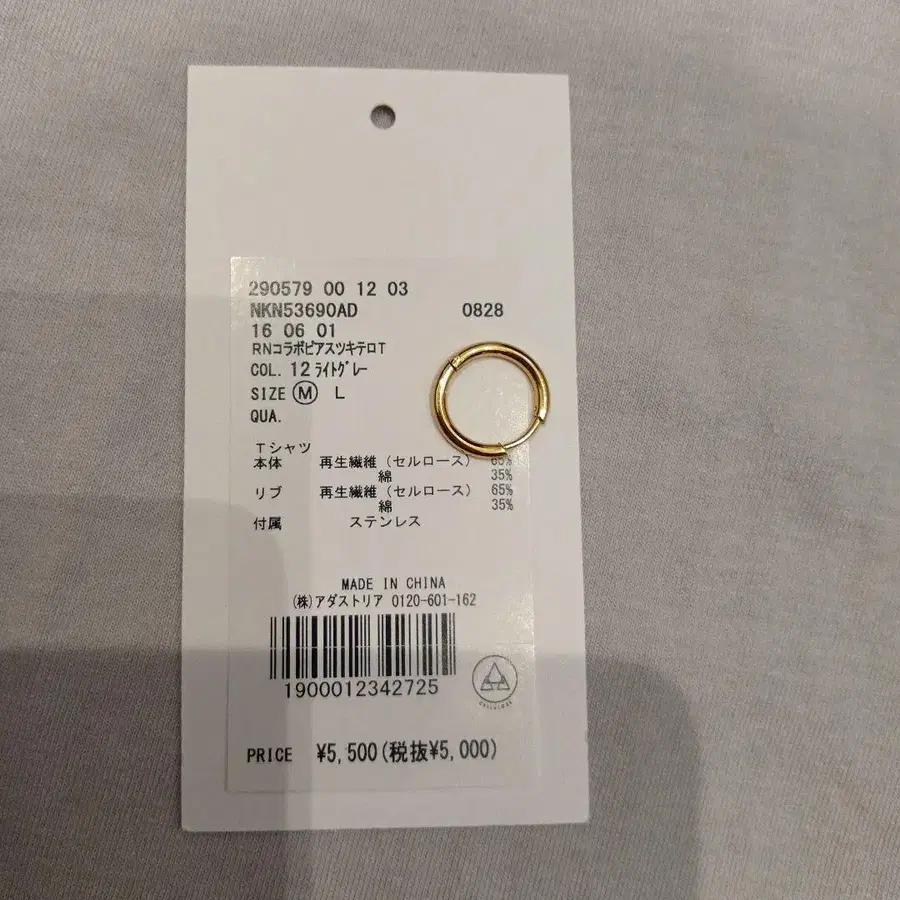 290579 00 12 03
NKN53690AD 0828
16 06 01
RNコラボピアスツキテロT
COL. 12 ﾗｲﾄｸﾞﾚｰ
SIZE Ⓜ L
QUA.
Tシャツ
本体 再生繊維（セルロース） 65%
綿 35%
リブ 再生繊維（セルロース） 65%
綿 35%
付属 ステンレス
MADE IN CHINA
(株)アダストリア 0120-601-162
1900012342725
CELLULOSE
PRICE ¥5,500(税抜¥5,000)